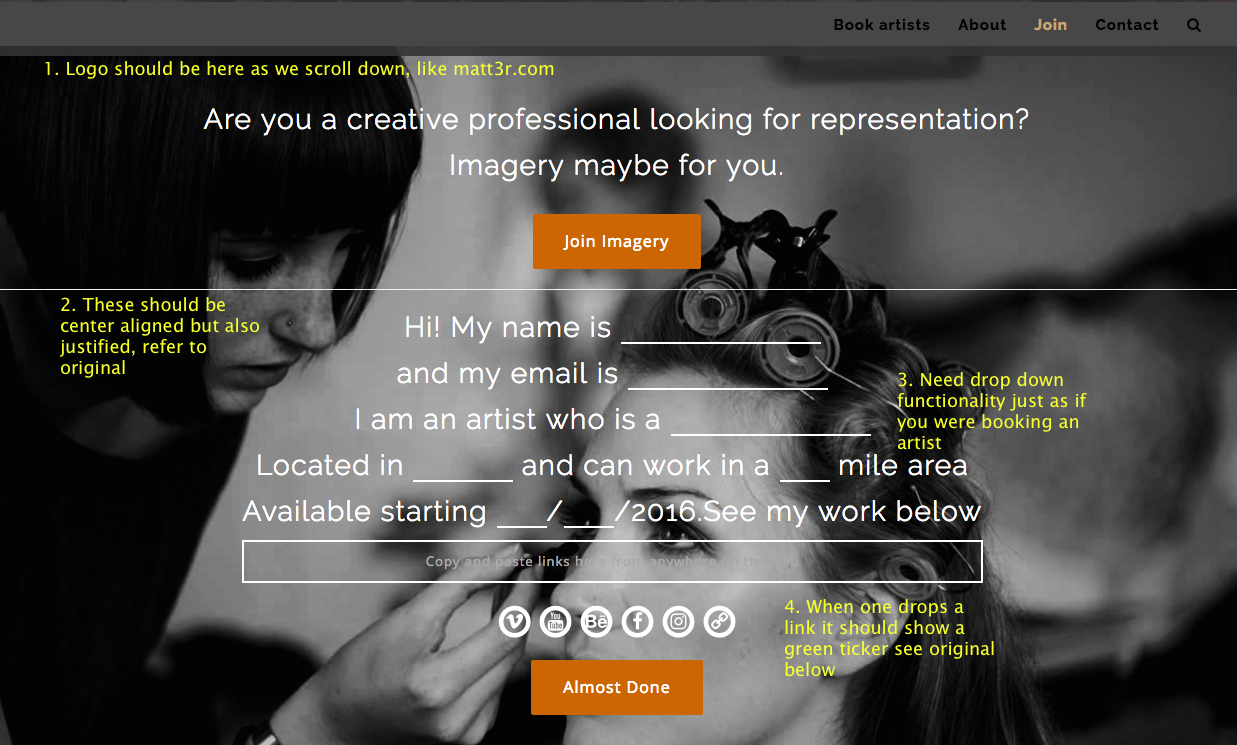 Book artists About Join Contact
1. Logo should be here as we scroll down, like matt3r.com
Are you a creative professional looking for representation?
Imagery maybe for you.
Join Imagery
2. These should be
center aligned but also
justified, refer to
original
Hi! My name is
and my email is
I am an artist who is a
3. Need drop down
functionality just as if
you were booking an
artist
Located in ______ and can work in a ___ mile area
Available starting ___/___/2016.See my work below
Copy and paste links here from anywhere on the
You
Tube
Bē
4. When one drops a
link it should show a
green ticker see original
below
Almost Done